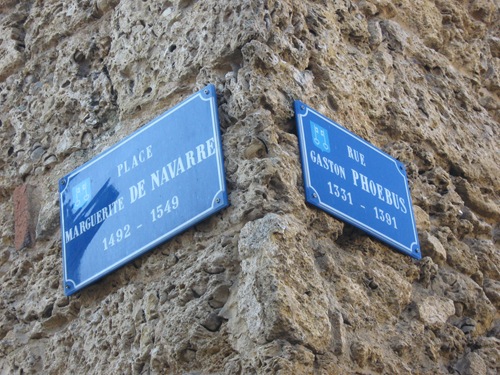 PLACE
MARGUERITE DE NAVARRE
1492 - 1549
RUE
GASTON PHOEBUS
1331 - 1391